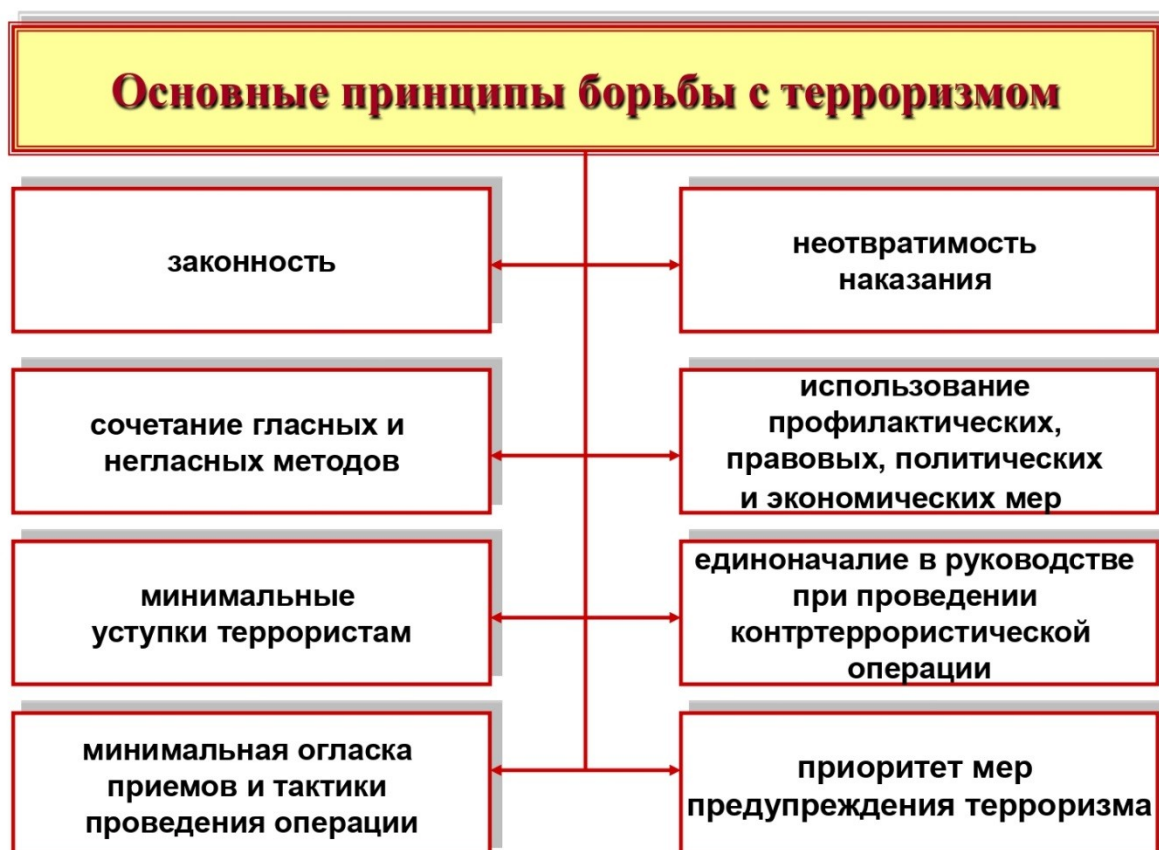 Основные принципы борьбы с терроризмом
законность
неотвратимость
наказания
сочетание гласных и
негласных методов
использование
профилактических,
правовых, политических
и экономических мер
минимальные
уступки террористам
единоначалие в руководстве
при проведении
контртеррористической
операции
минимальная огласка
приемов и тактики
проведения операции
приоритет мер
предупреждения терроризма